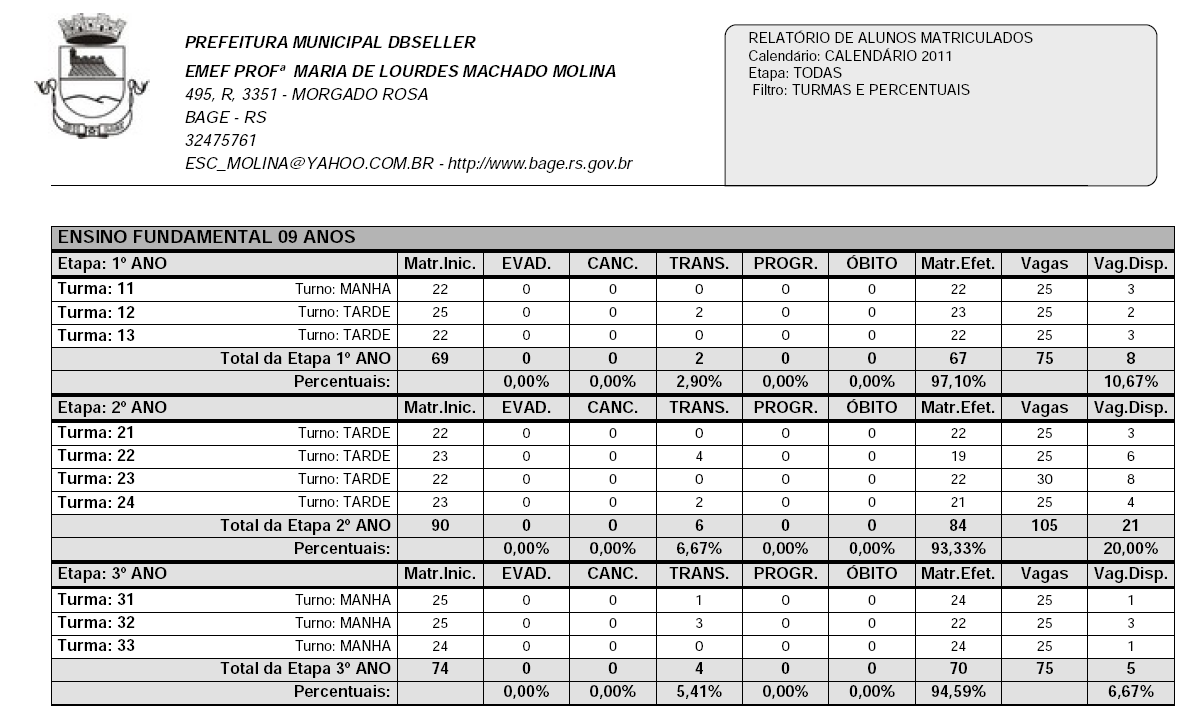 PREFEITURA MUNICIPAL DBSELLER
EMEF PROFª MARIA DE LOURDES MACHADO MOLINA
495, R, 3351 - MORGADO ROSA
BAGE - RS
32475761
ESC_MOLINA@YAHOO.COM.BR - http://www.bage.rs.gov.br
RELATÓRIO DE ALUNOS MATRICULADOS
Calendário: CALENDÁRIO 2011
Etapa: TODAS
Filtro: TURMAS E PERCENTUAIS
ENSINO FUNDAMENTAL 09 ANOS
Etapa: 1º ANO Matr.Inic. EVAD. CANC. TRANS. PROGR. ÓBITO Matr.Efet. Vagas Vag.Disp.
Turma: 11 Turno: MANHA 22 0 0 0 0 0 22 25 3
Turma: 12 Turno: TARDE 25 0 0 2 0 0 23 25 2
Turma: 13 Turno: TARDE 22 0 0 0 0 0 22 25 3
Total da Etapa 1º ANO 69 0 0 2 0 0 67 75 8
Percentuais: 0,00% 0,00% 2,90% 0,00% 0,00% 97,10% 10,67%
Etapa: 2º ANO Matr.Inic. EVAD. CANC. TRANS. PROGR. ÓBITO Matr.Efet. Vagas Vag.Disp.
Turma: 21 Turno: TARDE 22 0 0 0 0 0 22 25 3
Turma: 22 Turno: TARDE 23 0 0 4 0 0 19 25 6
Turma: 23 Turno: TARDE 22 0 0 0 0 0 22 30 8
Turma: 24 Turno: TARDE 23 0 0 2 0 0 21 25 4
Total da Etapa 2º ANO 90 0 0 6 0 0 84 105 21
Percentuais: 0,00% 0,00% 6,67% 0,00% 0,00% 93,33% 20,00%
Etapa: 3º ANO Matr.Inic. EVAD. CANC. TRANS. PROGR. ÓBITO Matr.Efet. Vagas Vag.Disp.
Turma: 31 Turno: MANHA 25 0 0 1 0 0 24 25 1
Turma: 32 Turno: MANHA 25 0 0 3 0 0 22 25 3
Turma: 33 Turno: MANHA 24 0 0 0 0 0 24 25 1
Total da Etapa 3º ANO 74 0 0 4 0 0 70 75 5
Percentuais: 0,00% 0,00% 5,41% 0,00% 0,00% 94,59% 6,67%